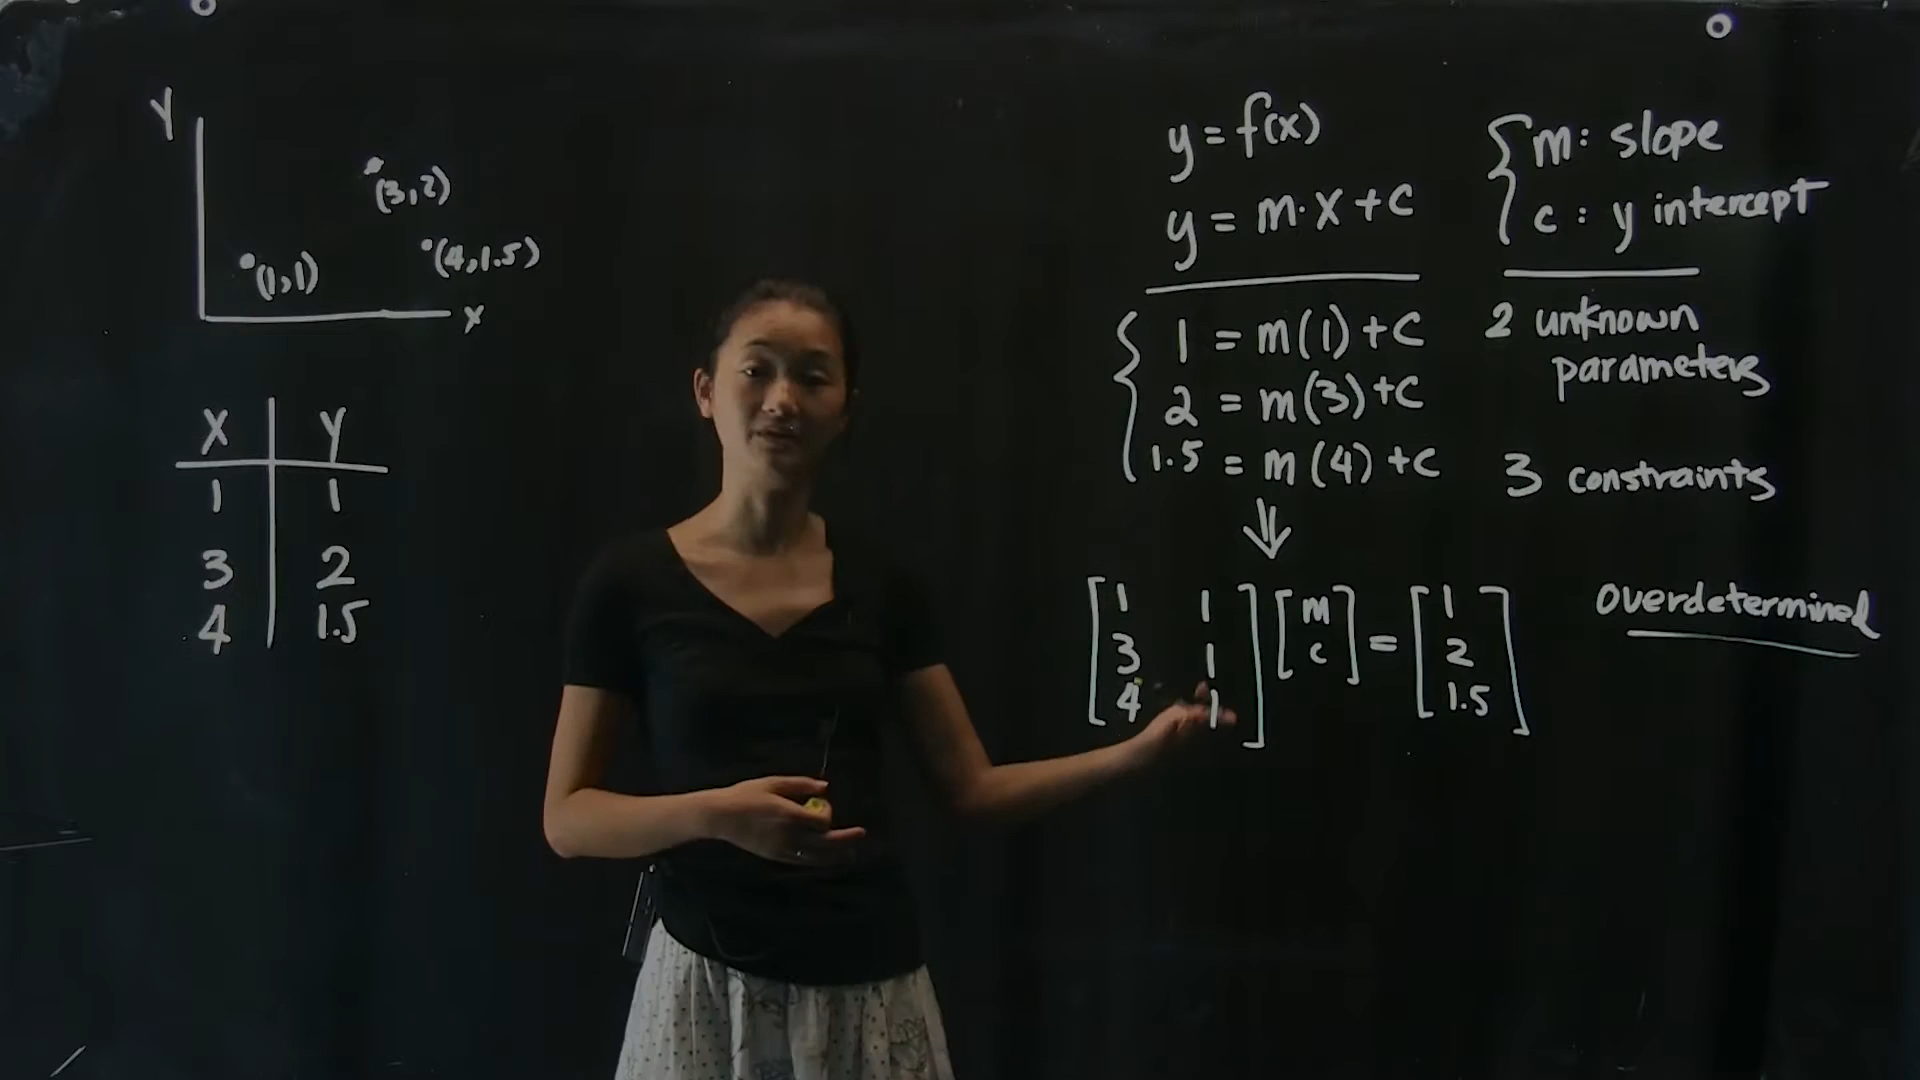 Y
(3,2)
(4,1.5)
(1,1)
x
X Y
1 1
3 2
4 1.5
y = f(x)
y = m·x + c
{ m: slope
c : y intercept
{ 1 = m(1) + c
2 = m(3) + c
1.5 = m(4) + c
2 unknown
parameters
3 constraints
⇓
[ 1 1 ] [ m ] = [ 1 ]
3 1 c 2
4 1 1.5
overdetermined